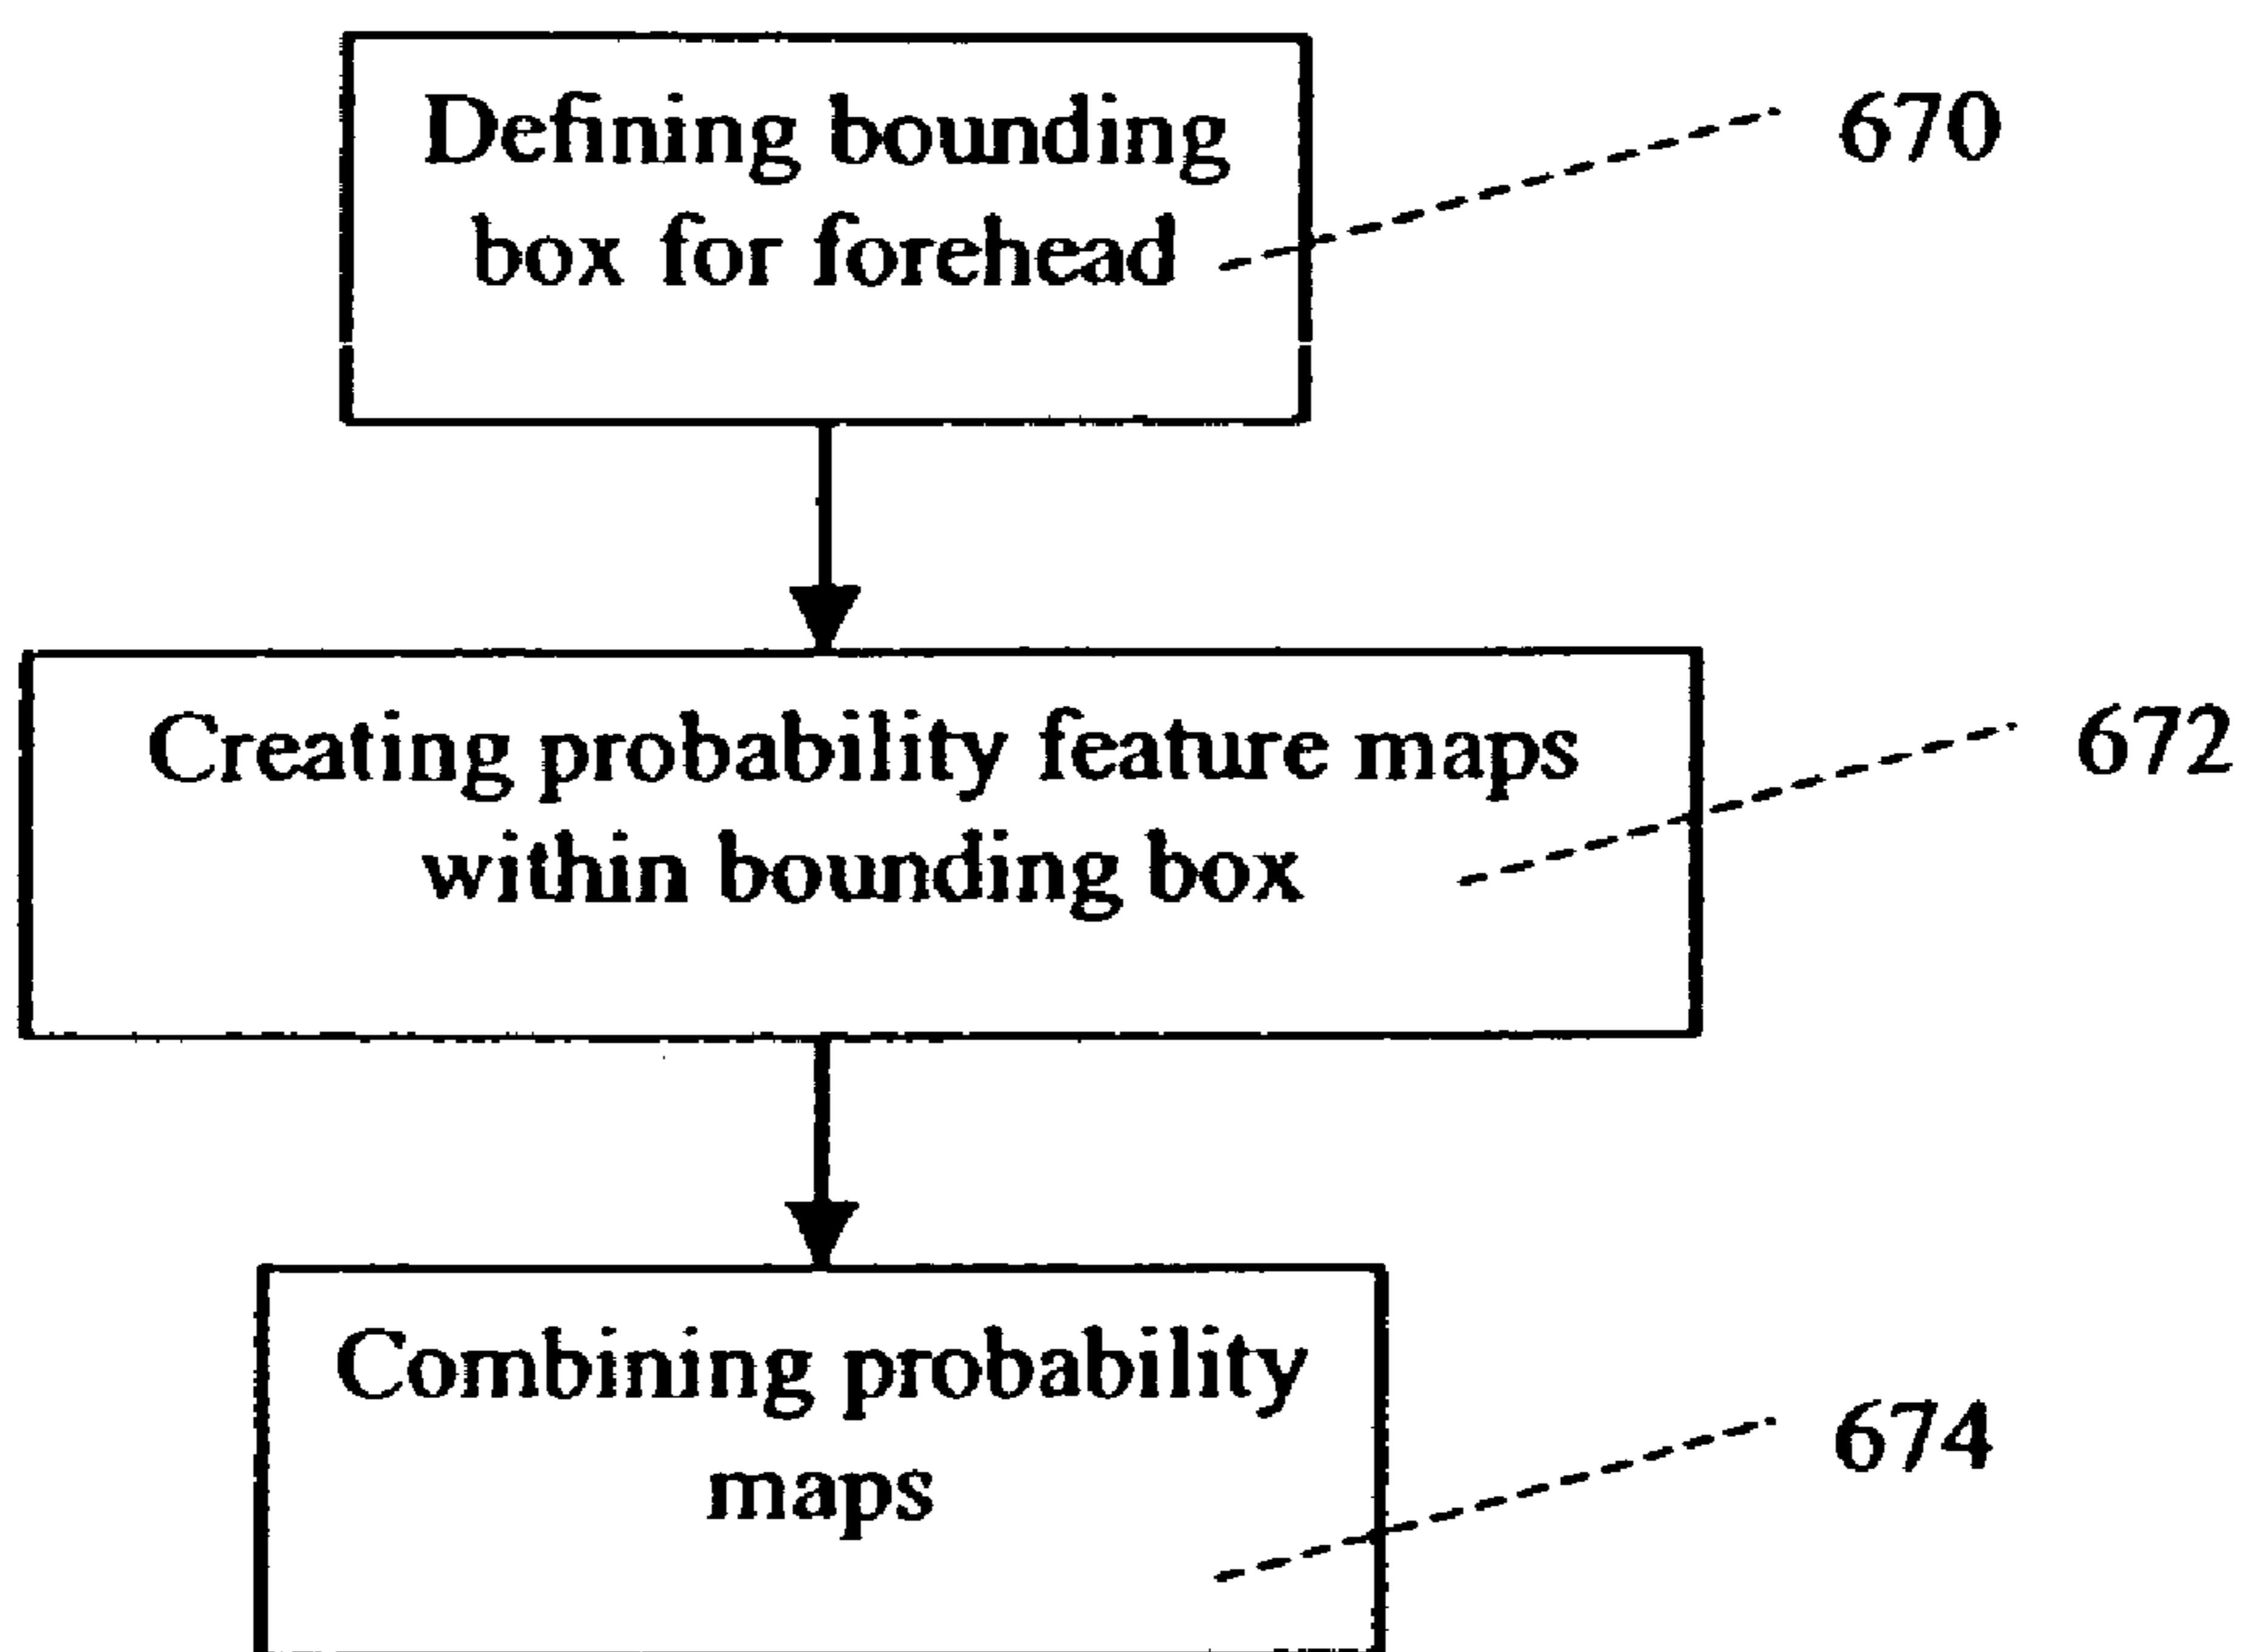 Defining bounding
box for forehead
670
Creating probability feature maps
within bounding box
672
Combining probability
maps
674